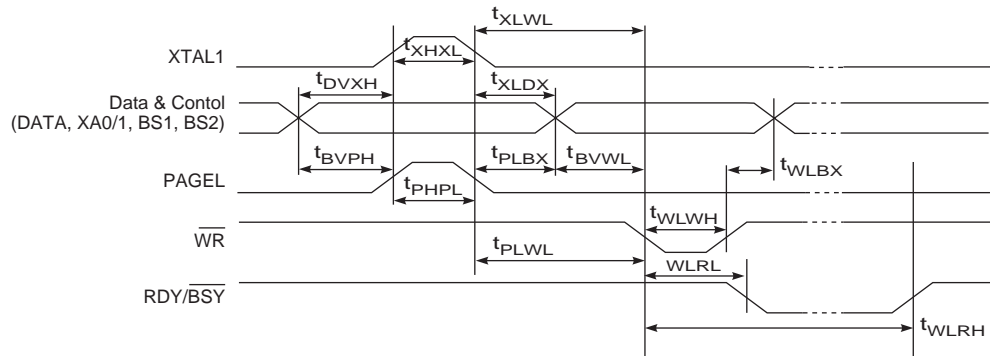 tXLWL
XTAL1
tXHXL
tDVXH
tXLDX
Data & Contol
(DATA, XA0/1, BS1, BS2)
tBVPH
tPLBX
tBVWL
tWLBX
PAGEL
tPHPL
tWLWH
WR
tPLWL
WLRL
RDY/BSY
tWLRH